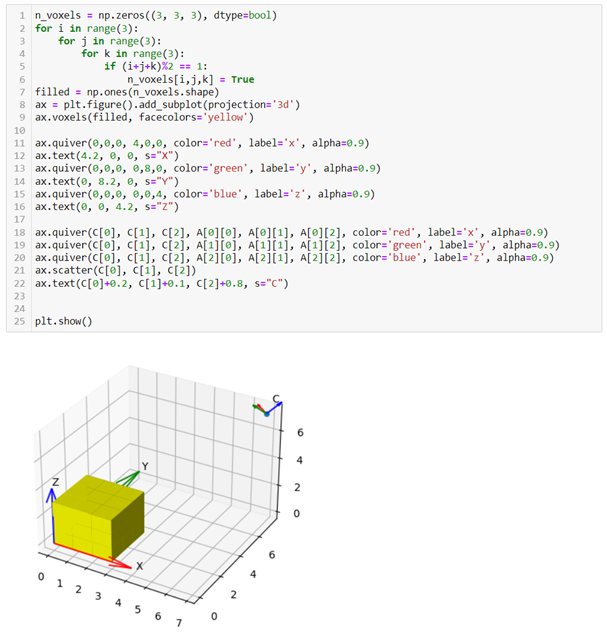 1 n_voxels = np.zeros((3, 3, 3), dtype=bool)
2 for i in range(3):
3     for j in range(3):
4         for k in range(3):
5             if (i+j+k)%2 == 1:
6                 n_voxels[i,j,k] = True
7 filled = np.ones(n_voxels.shape)
8 ax = plt.figure().add_subplot(projection='3d')
9 ax.voxels(filled, facecolors='yellow')
10
11 ax.quiver(0,0,0, 4,0,0, color='red', label='x', alpha=0.9)
12 ax.text(4.2, 0, 0, s="X")
13 ax.quiver(0,0,0, 0,8,0, color='green', label='y', alpha=0.9)
14 ax.text(0, 8.2, 0, s="Y")
15 ax.quiver(0,0,0, 0,0,4, color='blue', label='z', alpha=0.9)
16 ax.text(0, 0, 4.2, s="Z")
17
18 ax.quiver(C[0], C[1], C[2], A[0][0], A[0][1], A[0][2], color='red', label='x', alpha=0.9)
19 ax.quiver(C[0], C[1], C[2], A[1][0], A[1][1], A[1][2], color='green', label='y', alpha=0.9)
20 ax.quiver(C[0], C[1], C[2], A[2][0], A[2][1], A[2][2], color='blue', label='z', alpha=0.9)
21 ax.scatter(C[0], C[1], C[2])
22 ax.text(C[0]+0.2, C[1]+0.1, C[2]+0.8, s="C")
23
24
25 plt.show()
C
6
4
2
0
Y
Z
X
6
4
2
0
0
1
2
3
4
5
6
7